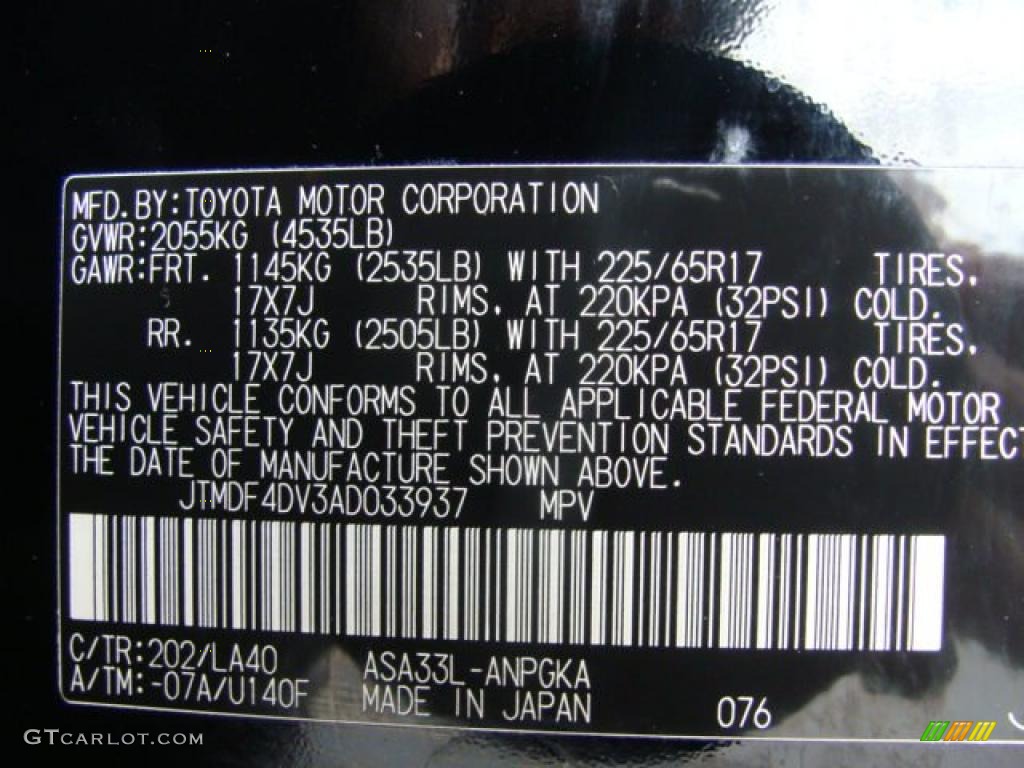 MFD.BY:TOYOTA MOTOR CORPORATION
GVWR:2055KG (4535LB)
GAWR:FRT. 1145KG (2535LB) WITH 225/65R17 TIRES,
17X7J RIMS, AT 220KPA (32PSI) COLD.
RR. 1135KG (2505LB) WITH 225/65R17 TIRES,
17X7J RIMS, AT 220KPA (32PSI) COLD.
THIS VEHICLE CONFORMS TO ALL APPLICABLE FEDERAL MOTOR
VEHICLE SAFETY AND THEFT PREVENTION STANDARDS IN EFFECT
THE DATE OF MANUFACTURE SHOWN ABOVE.
JTMDF4DV3AD033937 MPV
C/TR:202/LA40 ASA33L-ANPGKA
A/TM:-07A/U140F MADE IN JAPAN 076
GTCARLOT.COM